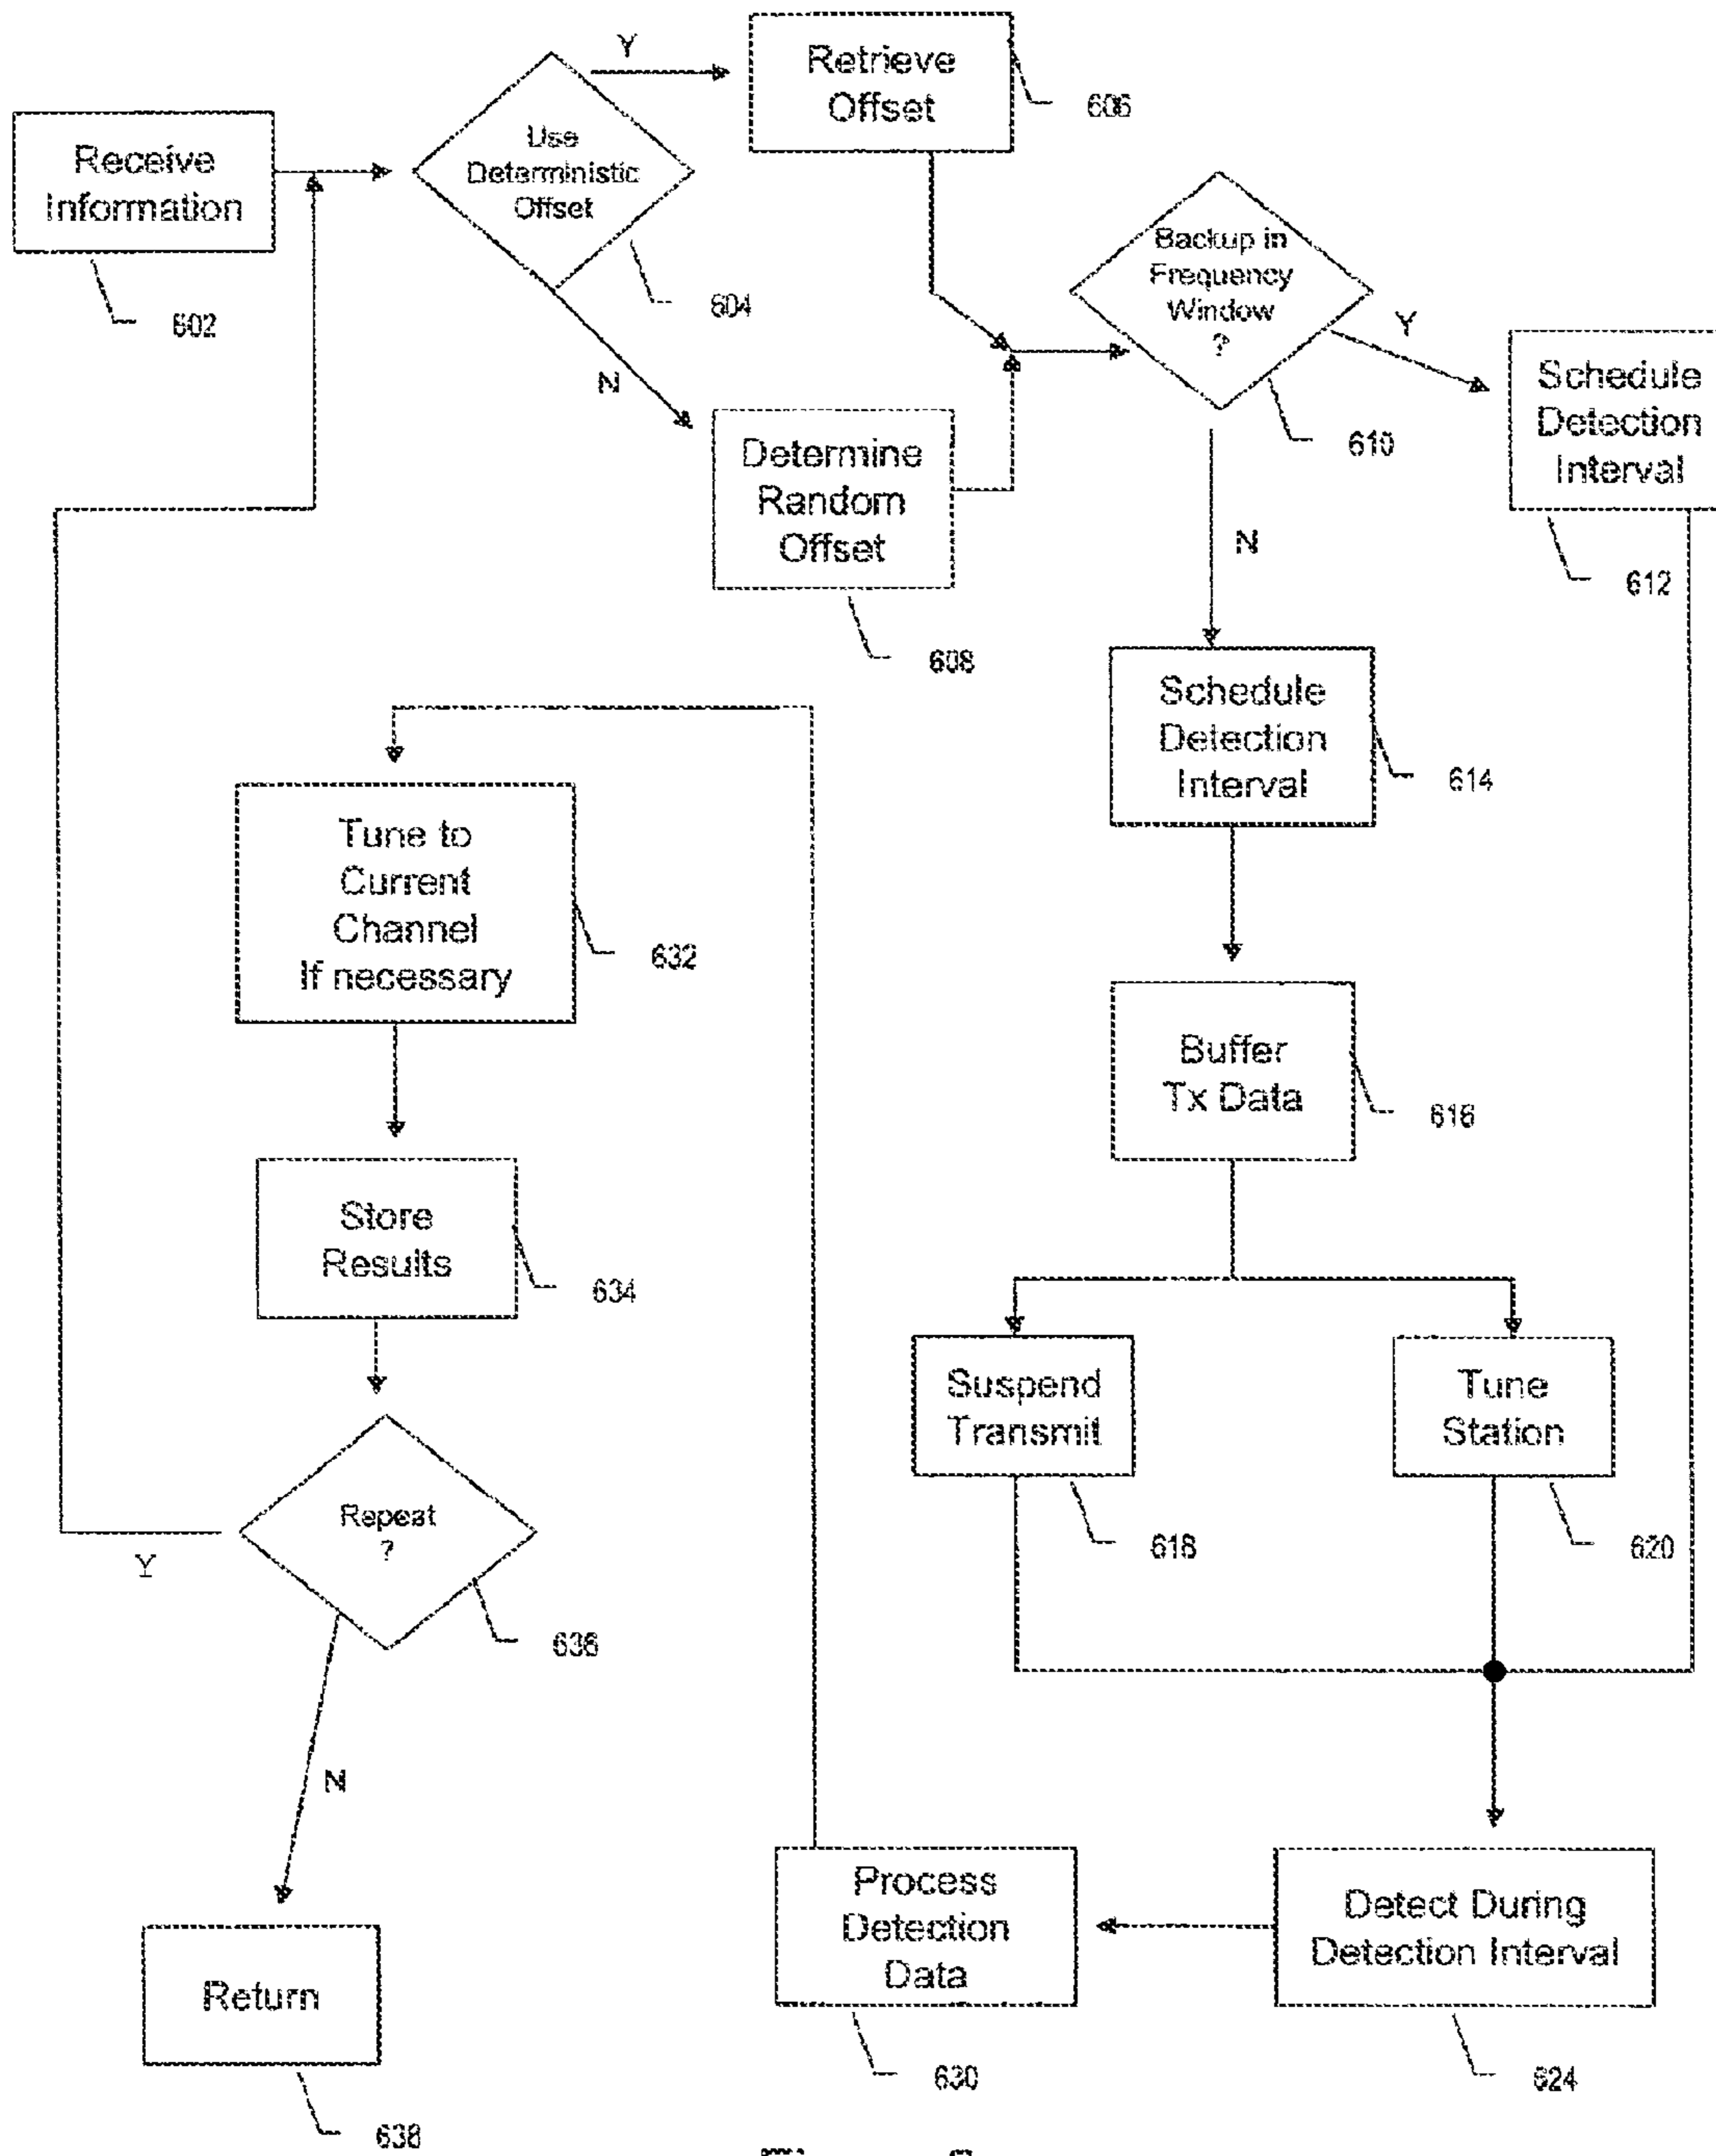 Receive
Information
602
Use
Deterministic
Offset
604
Y
N
Retrieve
Offset
606
Determine
Random
Offset
608
Backup in
Frequency
Window
?
610
Y
N
Schedule
Detection
Interval
612
Schedule
Detection
Interval
614
Buffer
Tx Data
616
Suspend
Transmit
618
Tune
Station
620
Detect During
Detection Interval
624
Process
Detection
Data
630
Tune to
Current
Channel
If necessary
632
Store
Results
634
Repeat
?
636
Y
N
Return
638